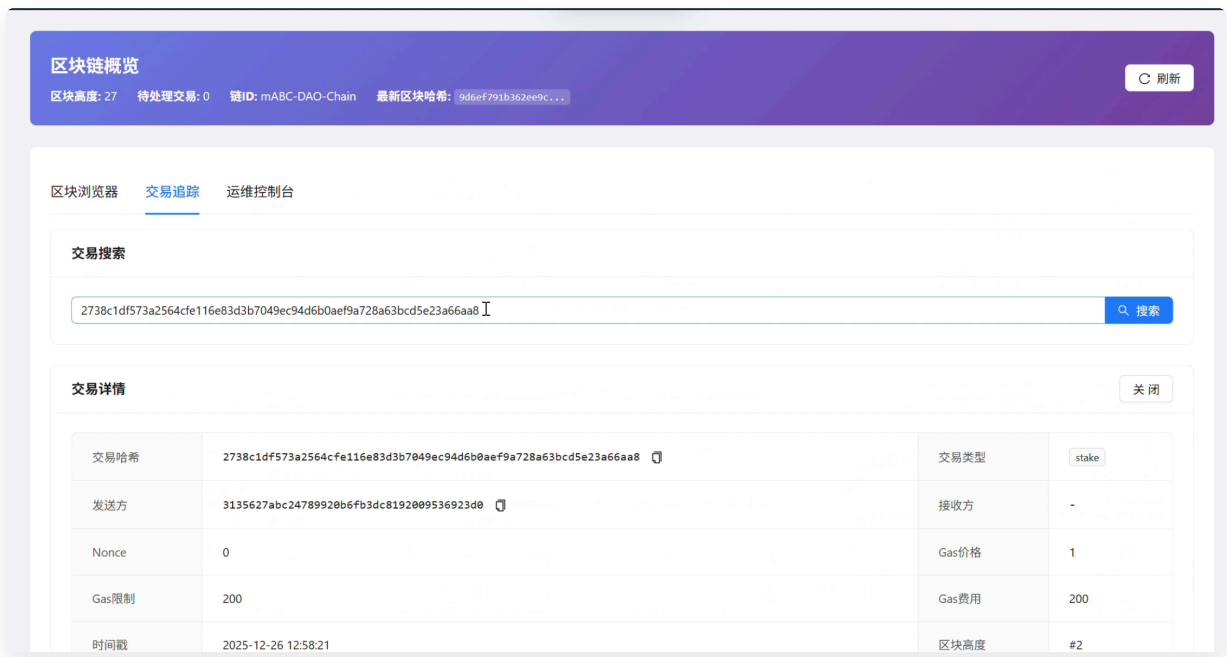 区块链概览
刷新
区块高度: 27 待处理交易: 0 链ID: mABC-DAO-Chain 最新区块哈希: 9d6ef791b362ee9c...
区块浏览器 交易追踪 运维控制台
交易搜索
2738c1df573a2564cfe116e83d3b7049ec94d6b0aef9a728a63bcd5e23a66aa8 搜索
交易详情 关闭
交易哈希 2738c1df573a2564cfe116e83d3b7049ec94d6b0aef9a728a63bcd5e23a66aa8 交易类型 stake
发送方 3135627abc24789920b6fb3dc8192009536923d0 接收方 -
Nonce 0 Gas价格 1
Gas限制 200 Gas费用 200
时间戳 2025-12-26 12:58:21 区块高度 #2